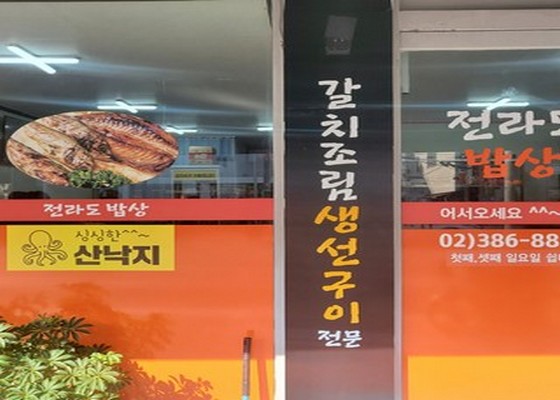 전라도 밥상
싱싱한^^~
산낙지
갈치조림
생선구이
전문
전라도
밥상
어서오세요 ^^
02)386-88
첫째,셋째 일요일 쉽